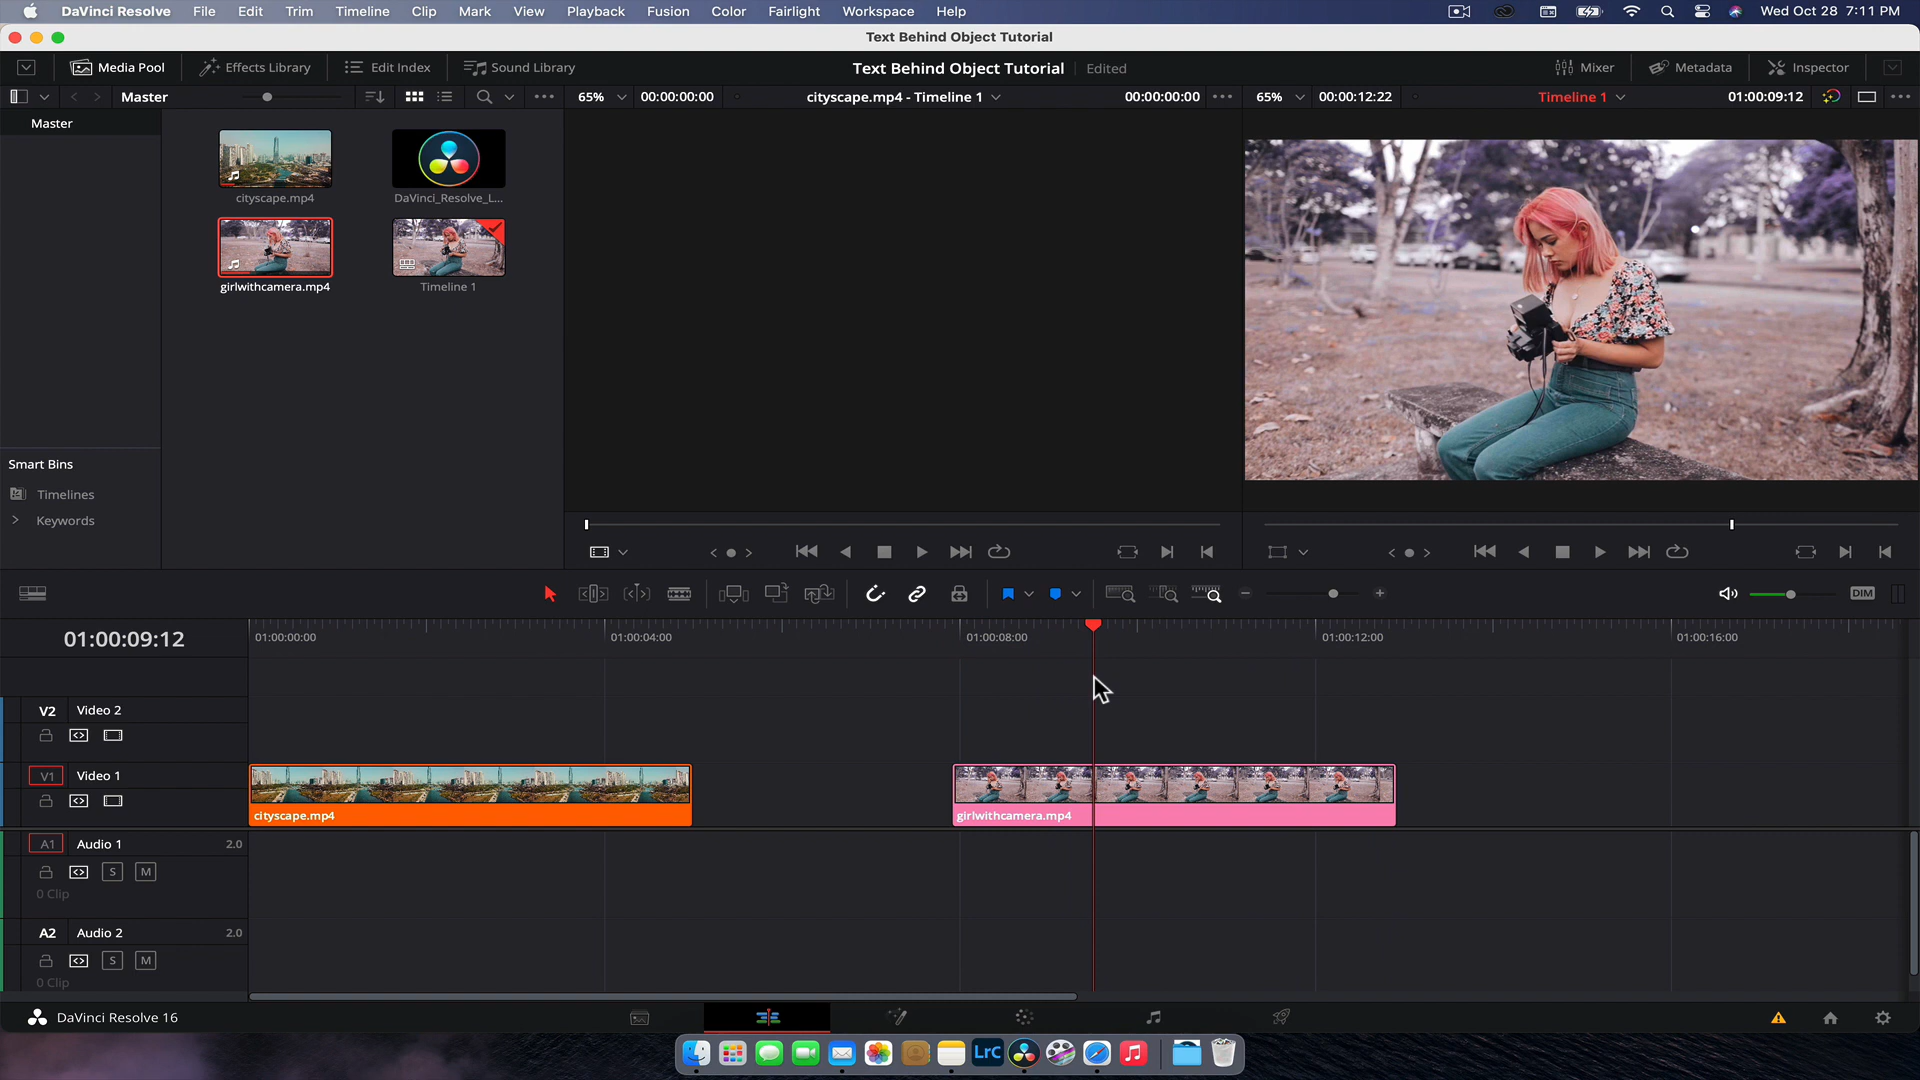 DaVinci Resolve File Edit Trim Timeline Clip Mark View Playback Fusion Color Fairlight Workspace Help Wed Oct 28 7:11 PM
Text Behind Object Tutorial
Media Pool Effects Library Edit Index Sound Library Text Behind Object Tutorial Edited Mixer Metadata Inspector
Master 65% 00:00:00:00 cityscape.mp4 - Timeline 1 00:00:00:00 65% 00:00:12:22 Timeline 1 01:00:09:12
Master
cityscape.mp4 DaVinci_Resolve_L...
girlwithcamera.mp4 Timeline 1
Smart Bins
Timelines
Keywords
DIM
01:00:09:12 01:00:00:00 01:00:04:00 01:00:08:00 01:00:12:00 01:00:16:00
V2 Video 2
V1 Video 1
cityscape.mp4 girlwithcamera.mp4
A1 Audio 1 2.0
S M
0 Clip
A2 Audio 2 2.0
S M
0 Clip
DaVinci Resolve 16
LrC